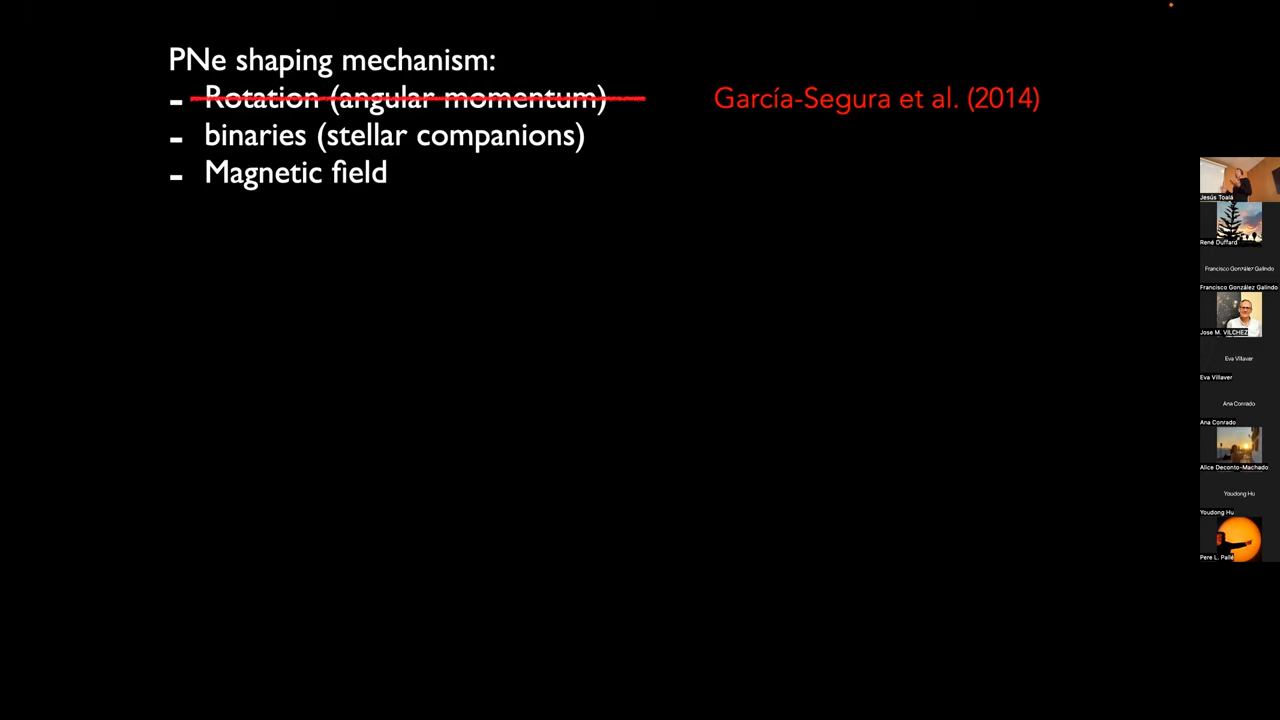 PNe shaping mechanism:
- Rotation (angular momentum) García-Segura et al. (2014)
- binaries (stellar companions)
- Magnetic field
Jesús Toalá
René Duffard
Francisco González Galindo
Francisco González Galindo
Jose M. VILCHEZ
Eva Villaver
Eva Villaver
Ana Conrado
Ana Conrado
Alice Deconto-Machado
Youdong Hu
Youdong Hu
Pere L. Pallé